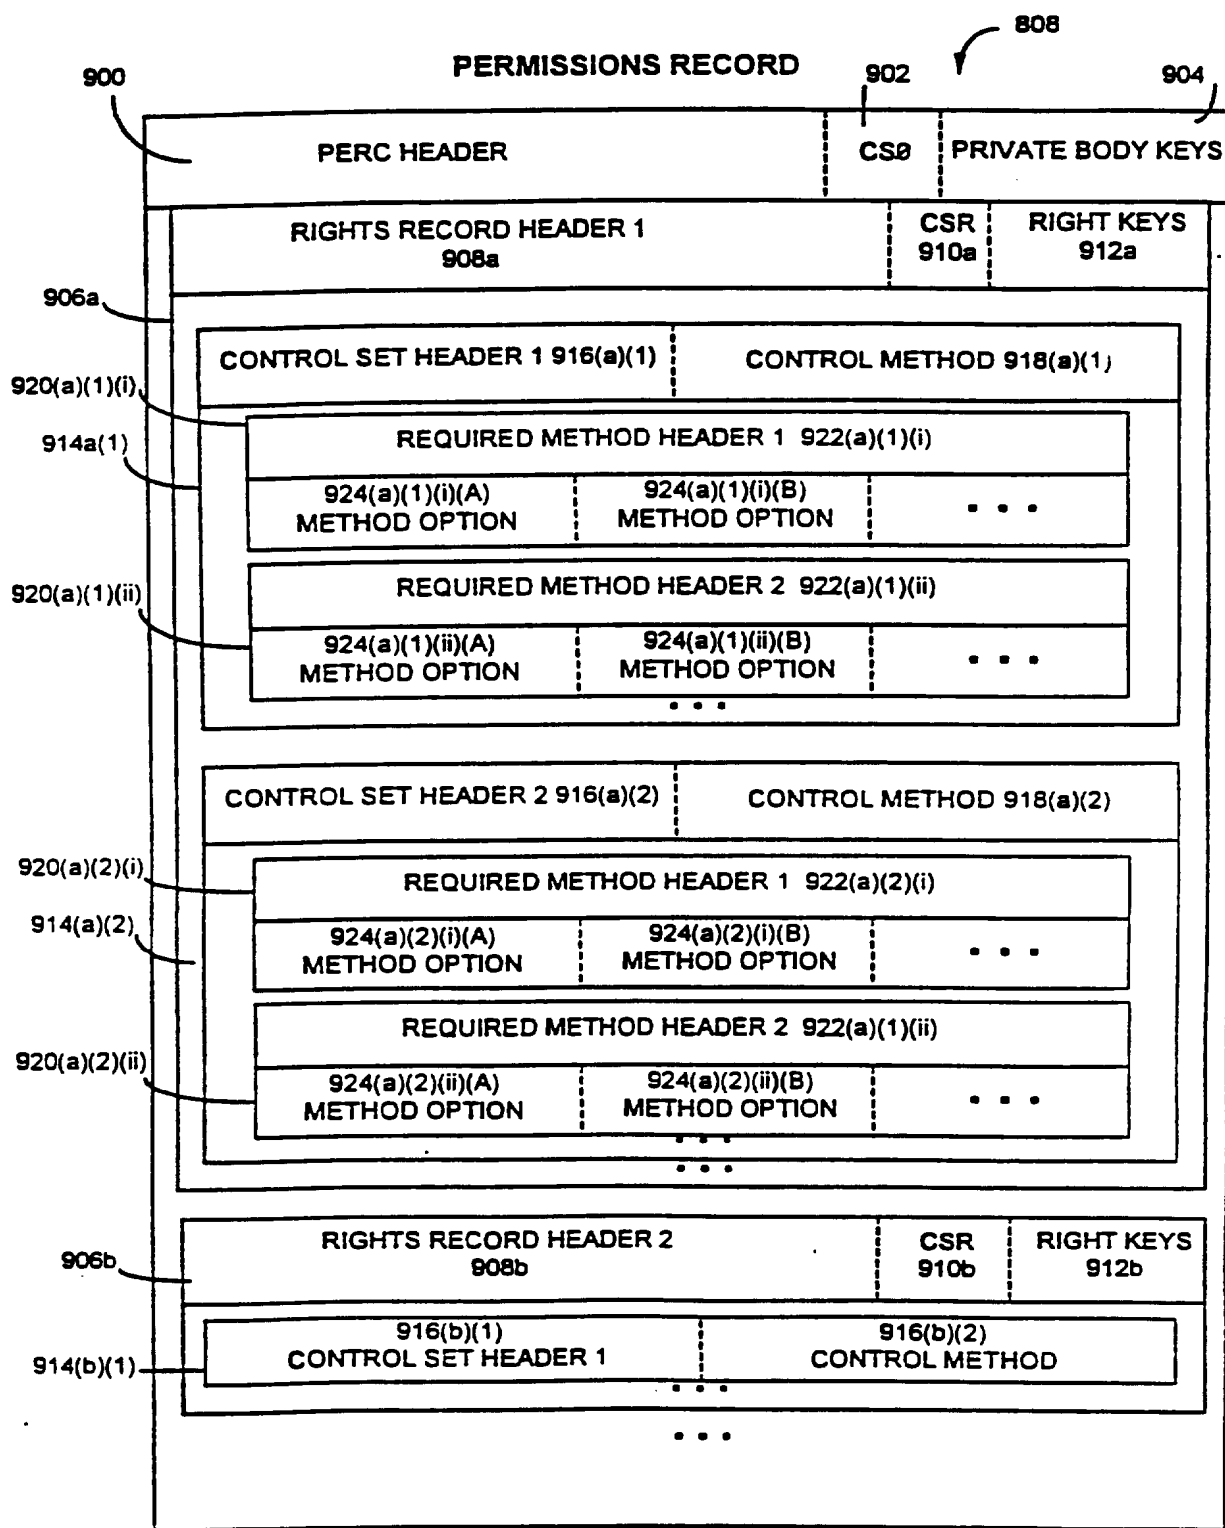 808
PERMISSIONS RECORD
900
902
904
PERC HEADER
CS0
PRIVATE BODY KEYS
RIGHTS RECORD HEADER 1
908a
CSR
910a
RIGHT KEYS
912a
906a
CONTROL SET HEADER 1 916(a)(1)
CONTROL METHOD 918(a)(1)
920(a)(1)(i)
914a(1)
REQUIRED METHOD HEADER 1 922(a)(1)(i)
924(a)(1)(i)(A)
METHOD OPTION
924(a)(1)(i)(B)
METHOD OPTION
...
920(a)(1)(ii)
REQUIRED METHOD HEADER 2 922(a)(1)(ii)
924(a)(1)(ii)(A)
METHOD OPTION
924(a)(1)(ii)(B)
METHOD OPTION
...
...
CONTROL SET HEADER 2 916(a)(2)
CONTROL METHOD 918(a)(2)
920(a)(2)(i)
914(a)(2)
REQUIRED METHOD HEADER 1 922(a)(2)(i)
924(a)(2)(i)(A)
METHOD OPTION
924(a)(2)(i)(B)
METHOD OPTION
...
920(a)(2)(ii)
REQUIRED METHOD HEADER 2 922(a)(1)(ii)
924(a)(2)(ii)(A)
METHOD OPTION
924(a)(2)(ii)(B)
METHOD OPTION
...
...
...
906b
RIGHTS RECORD HEADER 2
908b
CSR
910b
RIGHT KEYS
912b
914(b)(1)
916(b)(1)
CONTROL SET HEADER 1
916(b)(2)
CONTROL METHOD
...
...